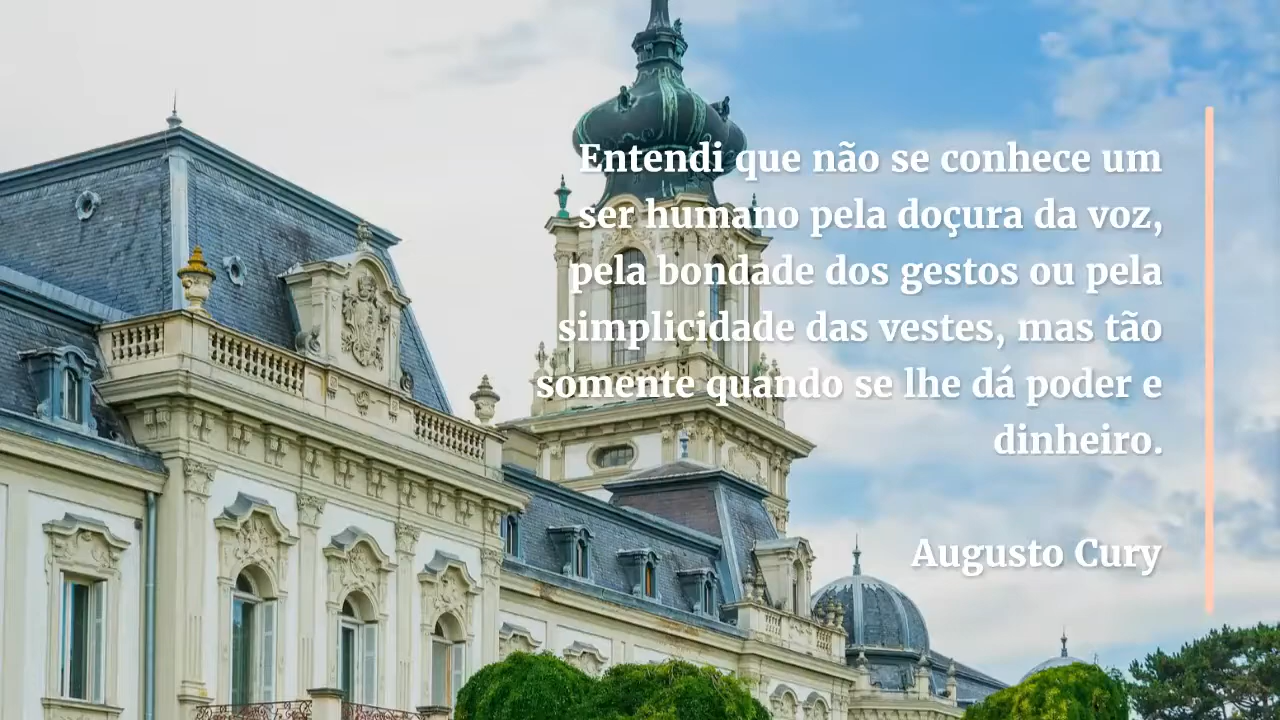 Entendi que não se conhece um
ser humano pela doçura da voz,
pela bondade dos gestos ou pela
simplicidade das vestes, mas tão
somente quando se lhe dá poder e
dinheiro.
Augusto Cury